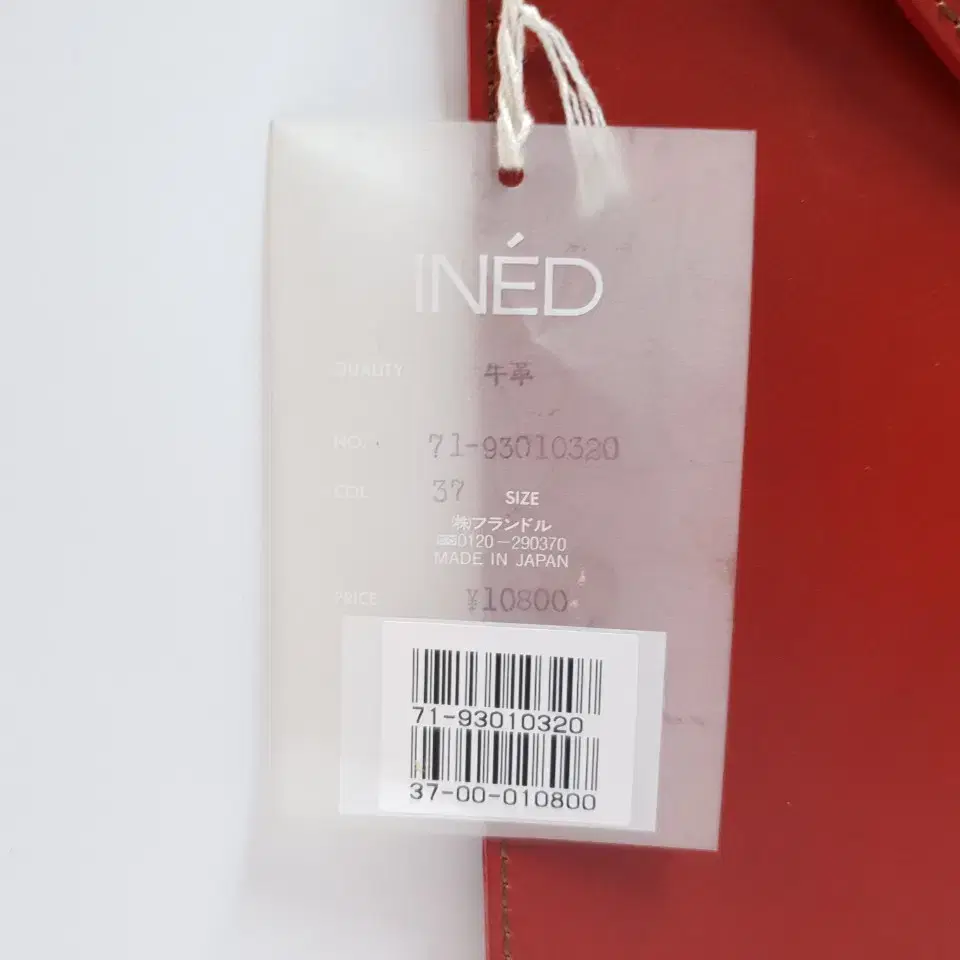 INÉD
QUALITY 牛革
NO. 71-93010320
COL 37 SIZE
㈱フランドル
0120-290370
MADE IN JAPAN
PRICE ¥10800
71-93010320
37-00-010800